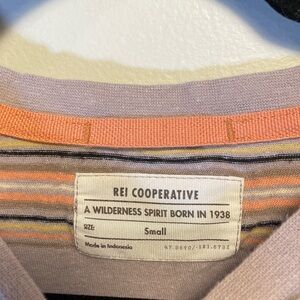 REI COOPERATIVE
A WILDERNESS SPIRIT BORN IN 1938
SIZE: Small
Made in Indonesia